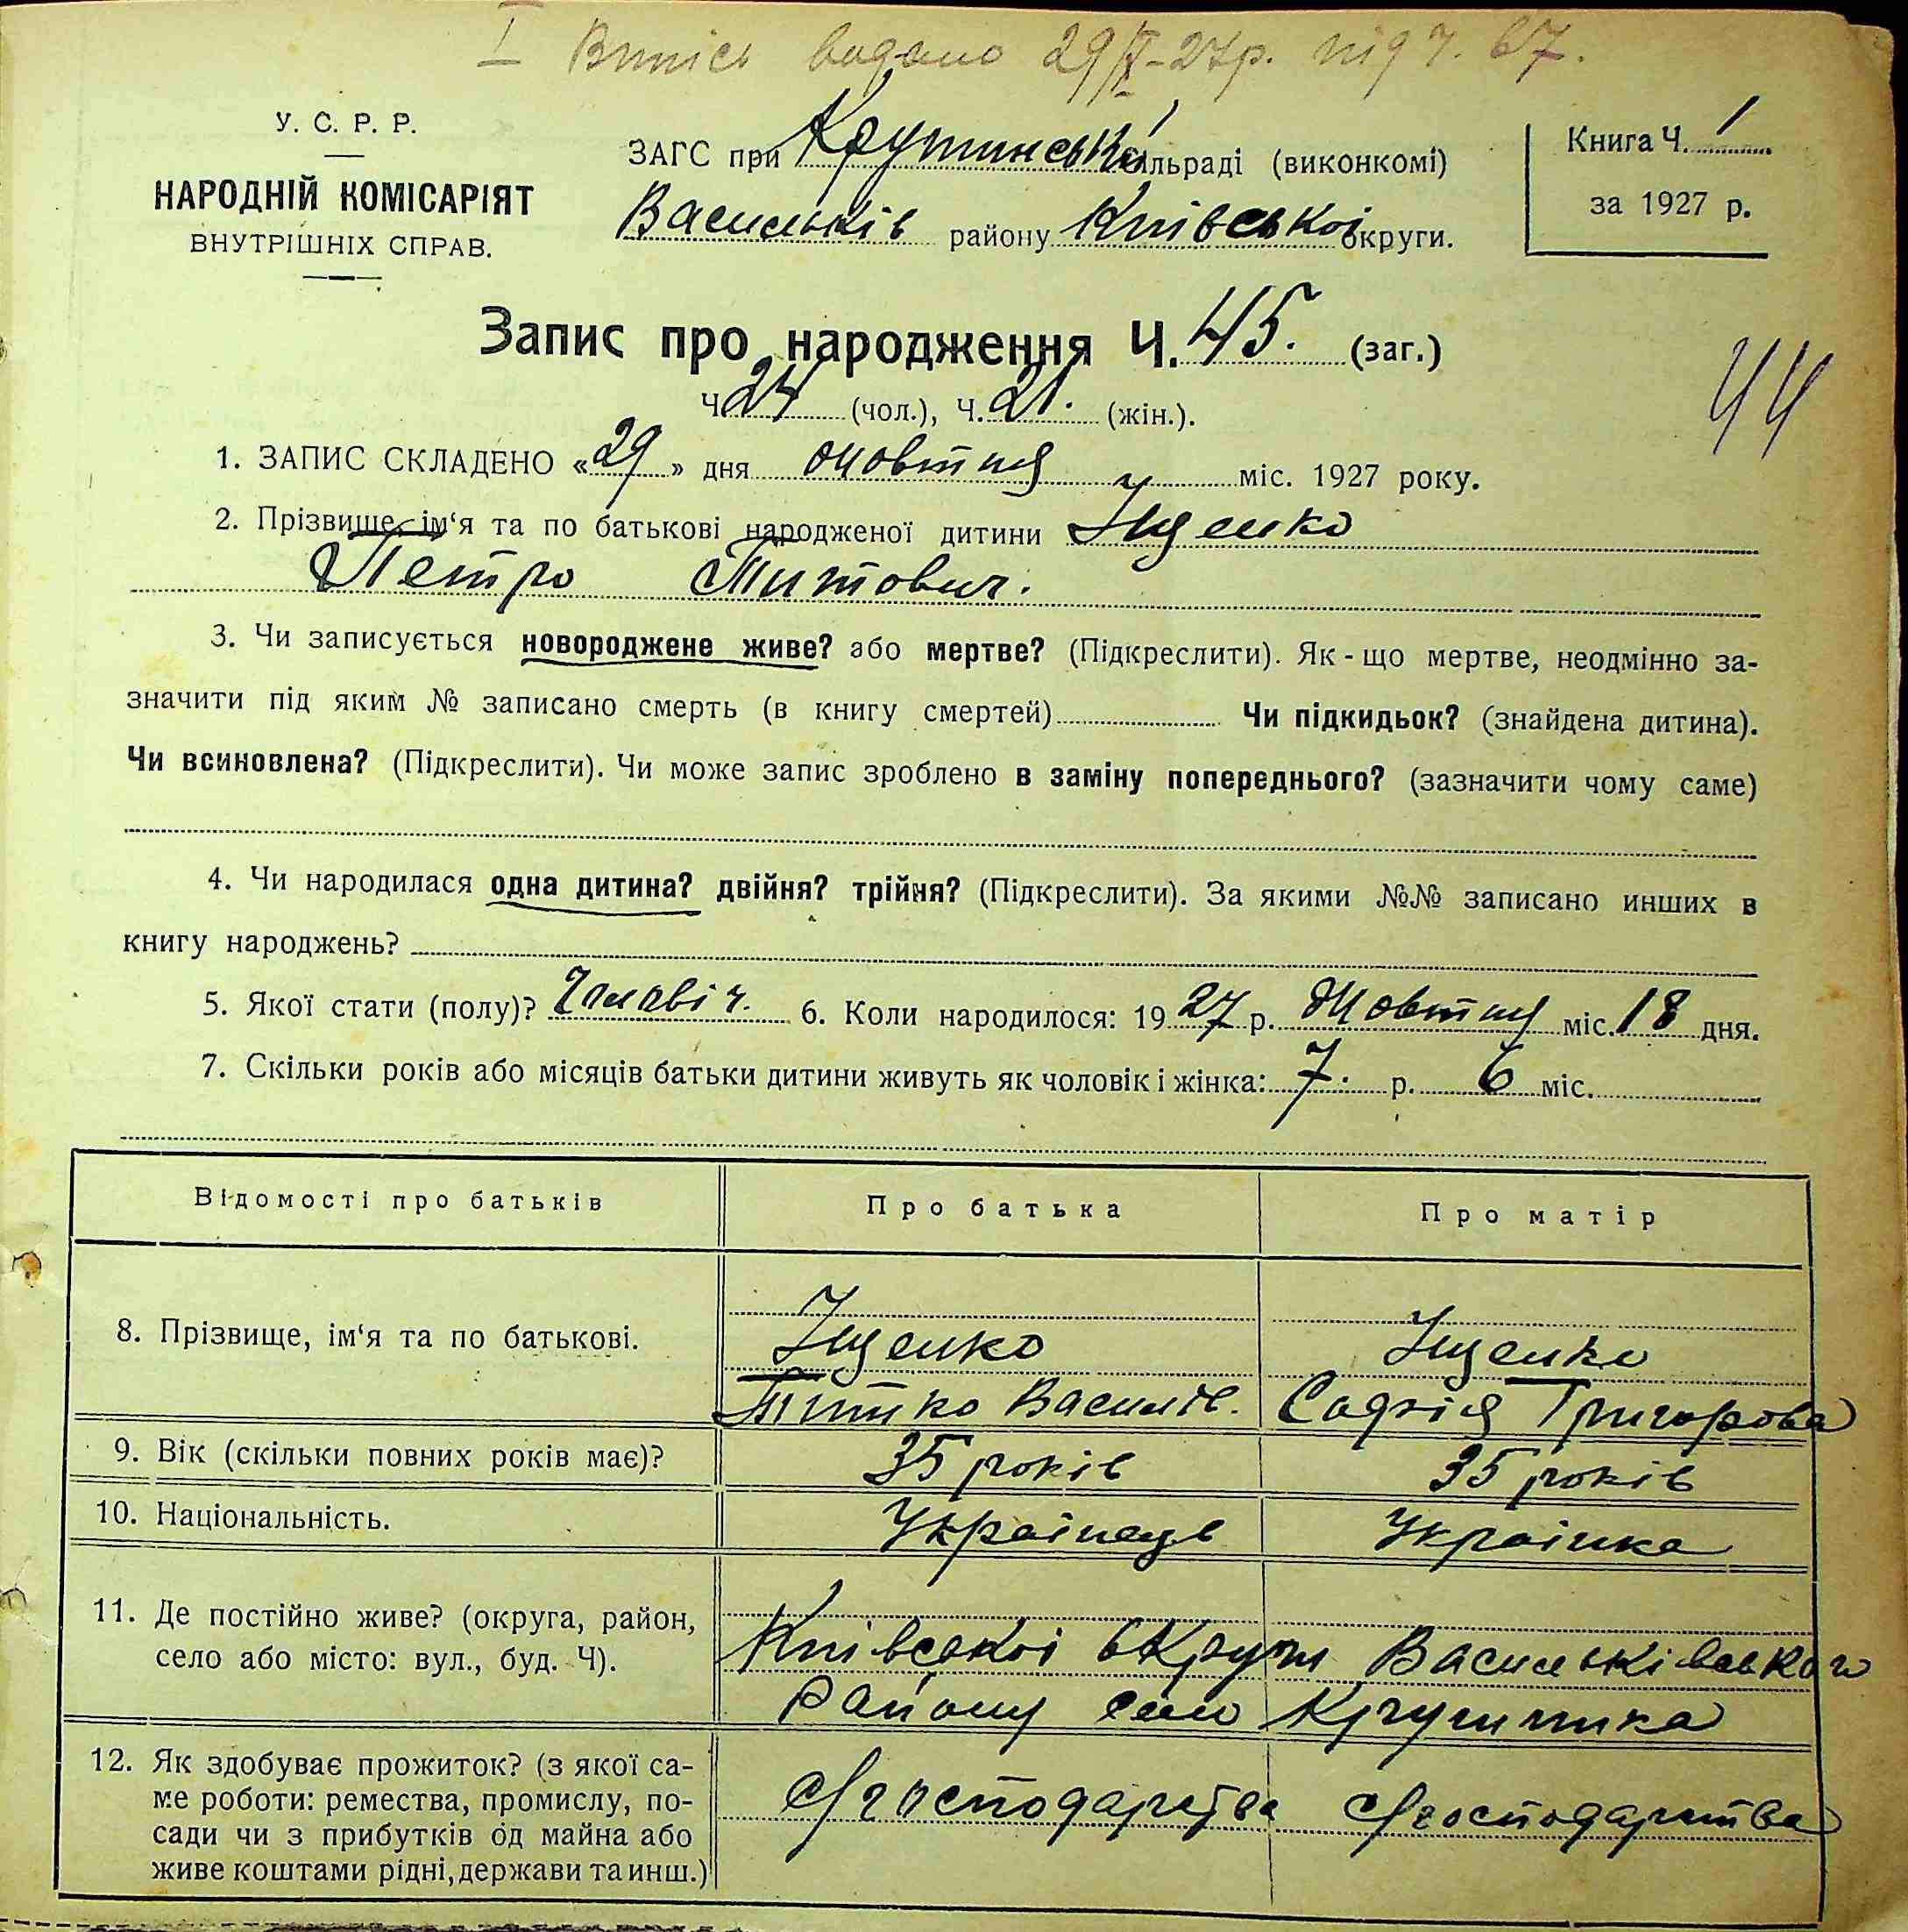 I Випісь видано 29/X-27р. під ч. 67.
У. С. Р. Р.
НАРОДНІЙ КОМІСАРІЯТ
ВНУТРІШНІХ СПРАВ.
ЗАГС при Крушинській сільраді (виконкомі)
Васильків району Київської округи.
Книга Ч. 1
за 1927 р.
Запис про народження Ч. 45. (заг.)
Ч. 24 (чол.), Ч. 21. (жін.).
44
1. ЗАПИС СКЛАДЕНО «29» дня жовтня міс. 1927 року.
2. Прізвище, ім‘я та по батькові народженої дитини Іщенко
Петро Титович.
3. Чи записується новороджене живе? або мертве? (Підкреслити). Як-що мертве, неодмінно за-
значити під яким № записано смерть (в книгу смертей) Чи підкидьок? (знайдена дитина).
Чи всиновлена? (Підкреслити). Чи може запис зроблено в заміну попереднього? (зазначити чому саме)
4. Чи народилася одна дитина? двійня? трійня? (Підкреслити). За якими №№ записано инших в
книгу народжень?
5. Якої стати (полу)? Чоловіч. 6. Коли народилося: 1927 р. Жовтня міс. 18 дня.
7. Скільки років або місяців батьки дитини живуть як чоловік і жінка: 7. р. 6 міс.
Відомості про батьків Про батька Про матір
8. Прізвище, ім‘я та по батькові.
Іщенко Іщенко
Титко Василів. Софія Григорова
9. Вік (скільки повних років має)? 35 років 35 років
10. Національність. Українець Українка
11. Де постійно живе? (округа, район,
село або місто: вул., буд. Ч).
Київської округи Васильківського
Району село Крушинка
12. Як здобуває прожиток? (з якої са-
ме роботи: ремества, промислу, по-
сади чи з прибутків од майна або
живе коштами рідні, держави та инш.)
с/господарства с/господарства